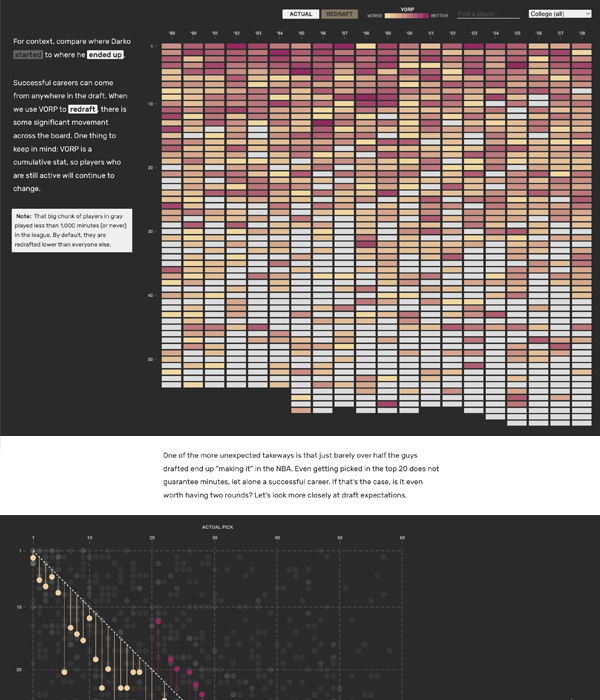 ACTUAL REDRAFT WORSE VORP BETTER Find a player... College (all)
'89 '90 '91 '92 '93 '94 '95 '96 '97 '98 '99 '00 '01 '02 '03 '04 '05 '06 '07 '08
1
10
20
30
40
50
For context, compare where Darko
started to where he ended up.
Successful careers can come
from anywhere in the draft. When
we use VORP to redraft, there is
some significant movement
across the board. One thing to
keep in mind: VORP is a
cumulative stat, so players who
are still active will continue to
change.
Note: That big chunk of players in gray
played less than 1,000 minutes (or never)
in the league. By default, they are
redrafted lower than everyone else.
One of the more unexpected takeways is that just barely over half the guys
drafted end up "making it" in the NBA. Even getting picked in the top 20 does not
guarantee minutes, let alone a successful career. If that's the case, is it even
worth having two rounds? Let's look more closely at draft expectations.
ACTUAL PICK
1 10 20 30 40 50 60
1
10
20